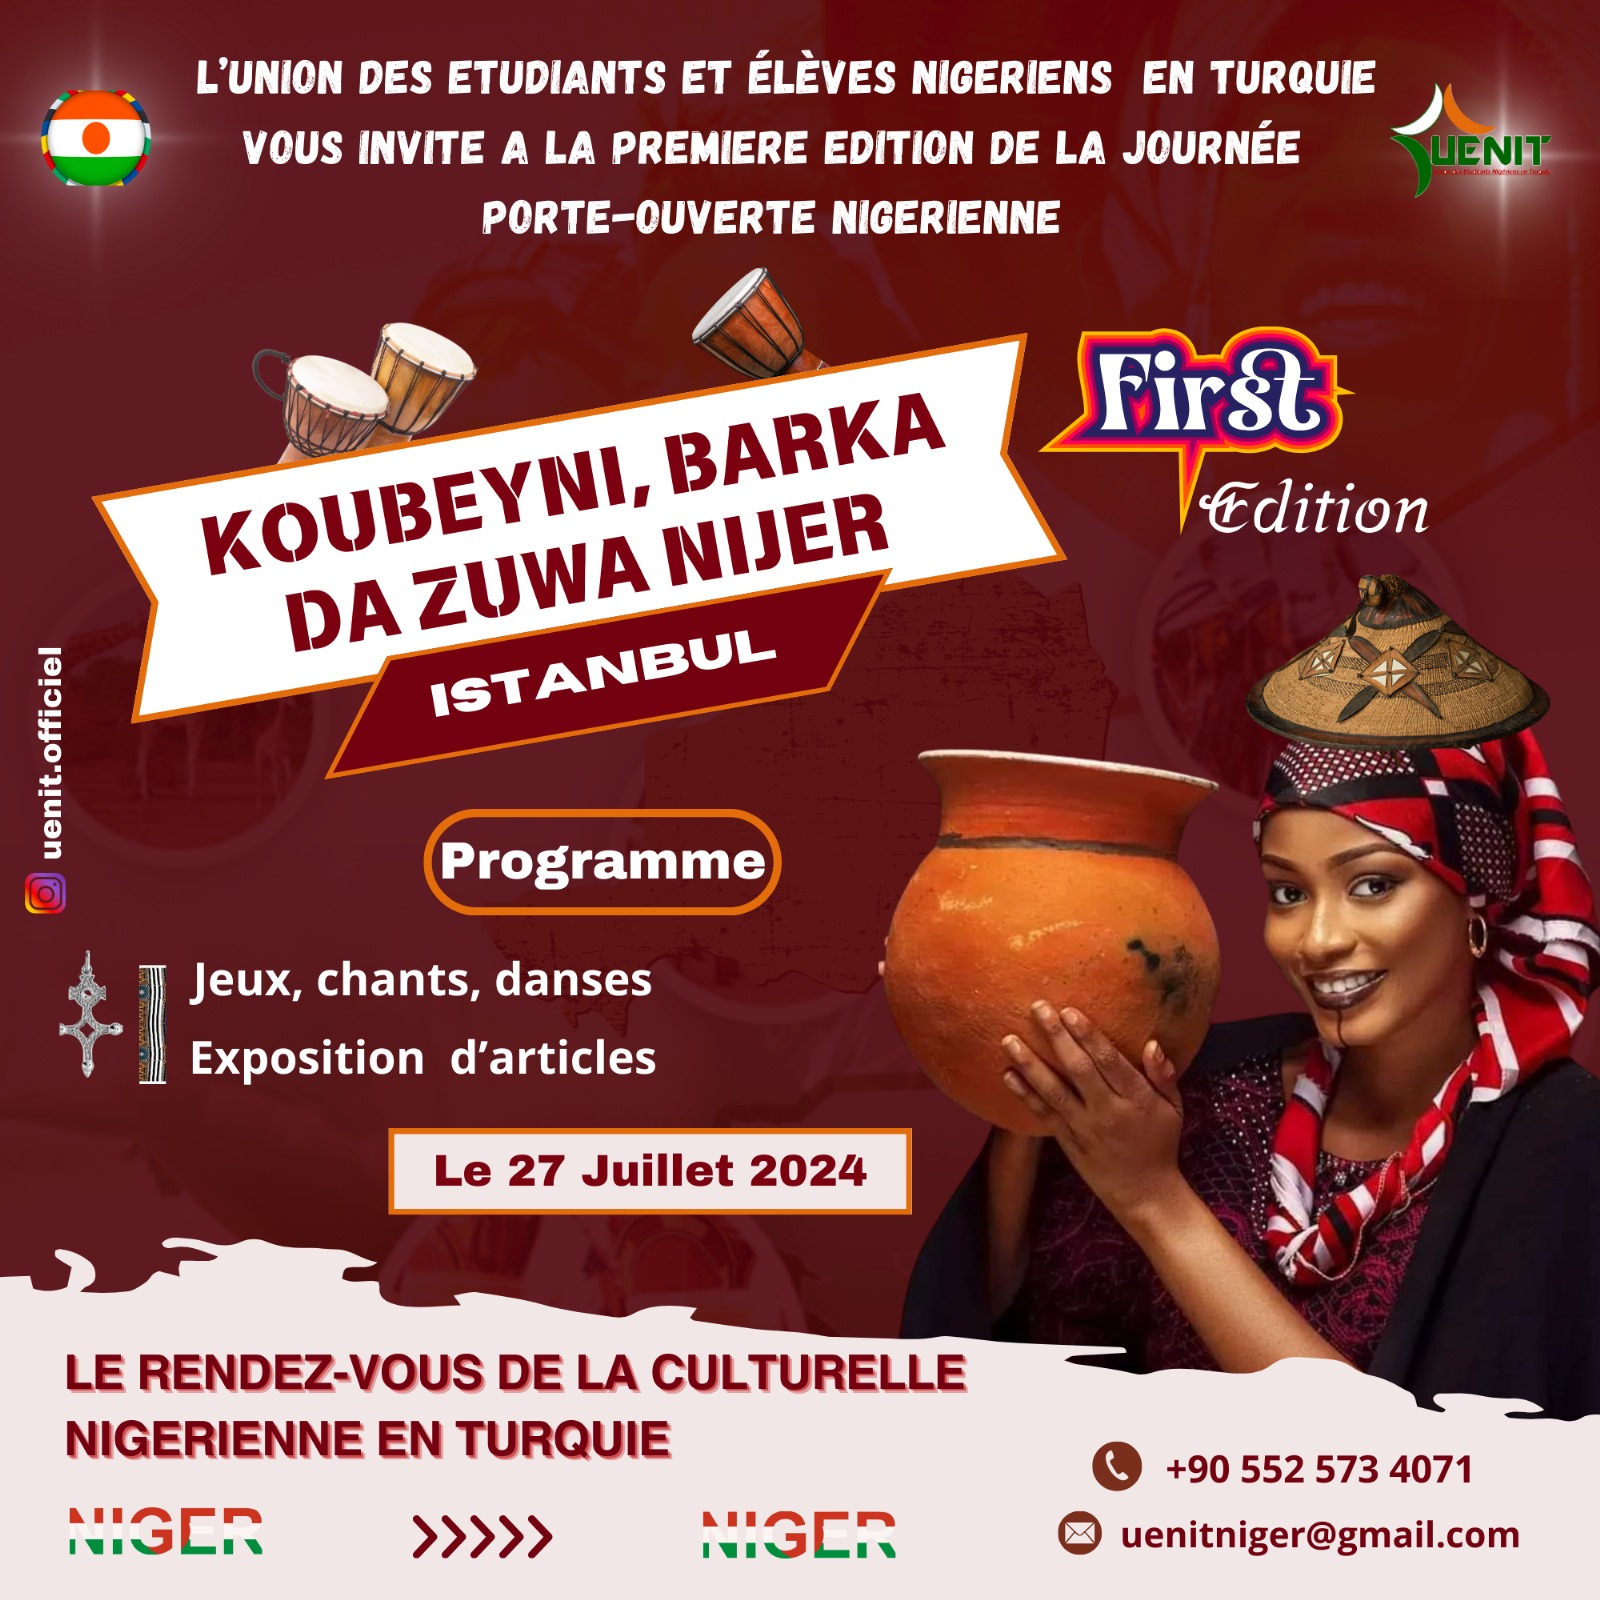 L'UNION DES ETUDIANTS ET ÉLÈVES NIGERIENS EN TURQUIE
VOUS INVITE A LA PREMIERE EDITION DE LA JOURNÉE
PORTE-OUVERTE NIGERIENNE
UENIT
First
Edition
KOUBEYNI, BARKA
DA ZUWA NIJER
ISTANBUL
uenit.officiel
Programme
Jeux, chants, danses
Exposition d'articles
Le 27 Juillet 2024
LE RENDEZ-VOUS DE LA CULTURELLE
NIGERIENNE EN TURQUIE
NIGER >>>>> NIGER
+90 552 573 4071
uenitniger@gmail.com